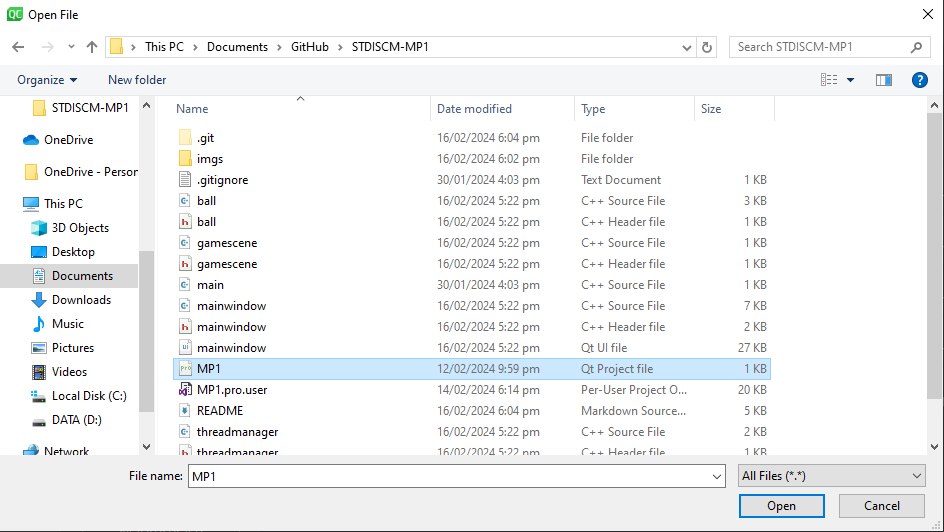 QC Open File
This PC Documents GitHub STDISCM-MP1 Search STDISCM-MP1
Organize New folder ?
STDISCM-MP1
OneDrive
OneDrive - Person
This PC
3D Objects
Desktop
Documents
Downloads
Music
Pictures
Videos
Local Disk (C:)
DATA (D:)
Network
Name Date modified Type Size
.git 16/02/2024 6:04 pm File folder
imgs 16/02/2024 6:02 pm File folder
.gitignore 30/01/2024 4:03 pm Text Document 1 KB
ball 16/02/2024 5:22 pm C++ Source File 3 KB
ball 16/02/2024 5:22 pm C++ Header file 1 KB
gamescene 16/02/2024 5:22 pm C++ Source File 1 KB
gamescene 16/02/2024 5:22 pm C++ Header file 1 KB
main 30/01/2024 4:03 pm C++ Source File 1 KB
mainwindow 16/02/2024 5:22 pm C++ Source File 7 KB
mainwindow 16/02/2024 5:22 pm C++ Header file 2 KB
mainwindow 16/02/2024 5:22 pm Qt UI file 27 KB
MP1 12/02/2024 9:59 pm Qt Project file 1 KB
MP1.pro.user 14/02/2024 6:14 pm Per-User Project O... 20 KB
README 16/02/2024 6:04 pm Markdown Source... 5 KB
threadmanager 16/02/2024 5:22 pm C++ Source File 2 KB
threadmanager 16/02/2024 5:22 pm C++ Header file 1 KB
File name: MP1 All Files (*.*)
Open Cancel